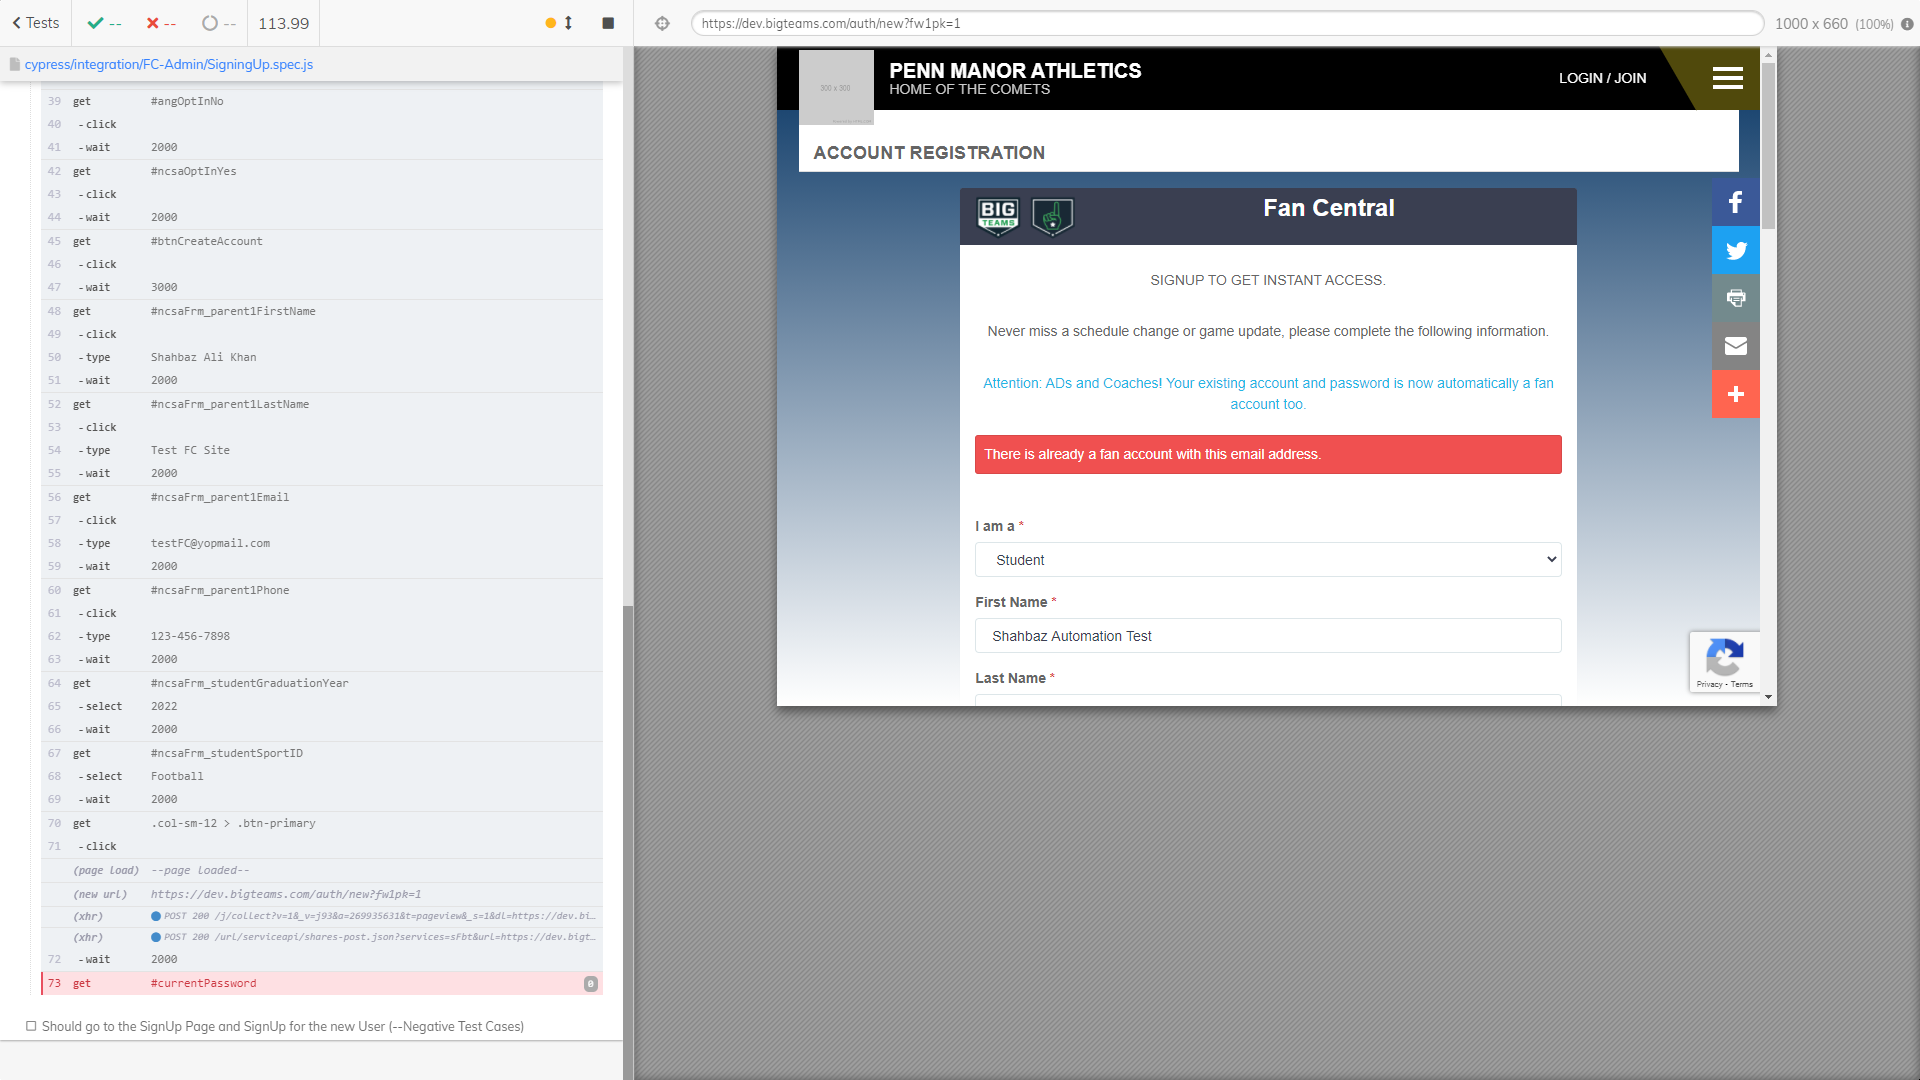 Tests
--
--
--
113.99
https://dev.bigteams.com/auth/new?fw1pk=1
1000 x 660 (100%)
cypress/integration/FC-Admin/SigningUp.spec.js
39 get #angOptInNo
40 - click
41 - wait 2000
42 get #ncsaOptInYes
43 - click
44 - wait 2000
45 get #btnCreateAccount
46 - click
47 - wait 3000
48 get #ncsaFrm_parent1FirstName
49 - click
50 - type Shahbaz Ali Khan
51 - wait 2000
52 get #ncsaFrm_parent1LastName
53 - click
54 - type Test FC Site
55 - wait 2000
56 get #ncsaFrm_parent1Email
57 - click
58 - type testFC@yopmail.com
59 - wait 2000
60 get #ncsaFrm_parent1Phone
61 - click
62 - type 123-456-7898
63 - wait 2000
64 get #ncsaFrm_studentGraduationYear
65 - select 2022
66 - wait 2000
67 get #ncsaFrm_studentSportID
68 - select Football
69 - wait 2000
70 get .col-sm-12 > .btn-primary
71 - click
(page load) --page loaded--
(new url) https://dev.bigteams.com/auth/new?fw1pk=1
(xhr) POST 200 /j/collect?v=1&_v=j93&a=269935631&t=pageview&_s=1&dl=https://dev.bi…
(xhr) POST 200 /url/serviceapi/shares-post.json?services=sFbt&url=https://dev.bigt…
72 - wait 2000
73 get #currentPassword 0
Should go to the SignUp Page and SignUp for the new User (--Negative Test Cases)
300 x 300
PENN MANOR ATHLETICS
HOME OF THE COMETS
LOGIN / JOIN
ACCOUNT REGISTRATION
BIG
TEAMS
Fan Central
SIGNUP TO GET INSTANT ACCESS.
Never miss a schedule change or game update, please complete the following information.
Attention: ADs and Coaches! Your existing account and password is now automatically a fan
account too.
There is already a fan account with this email address.
I am a *
Student
First Name *
Shahbaz Automation Test
Last Name *
Privacy - Terms